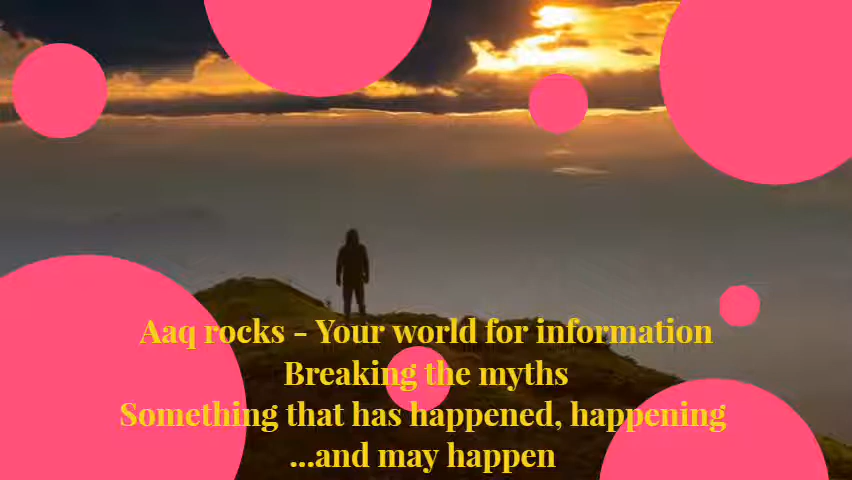 Aaq rocks - Your world for information
Breaking the myths
Something that has happened, happening
...and may happen